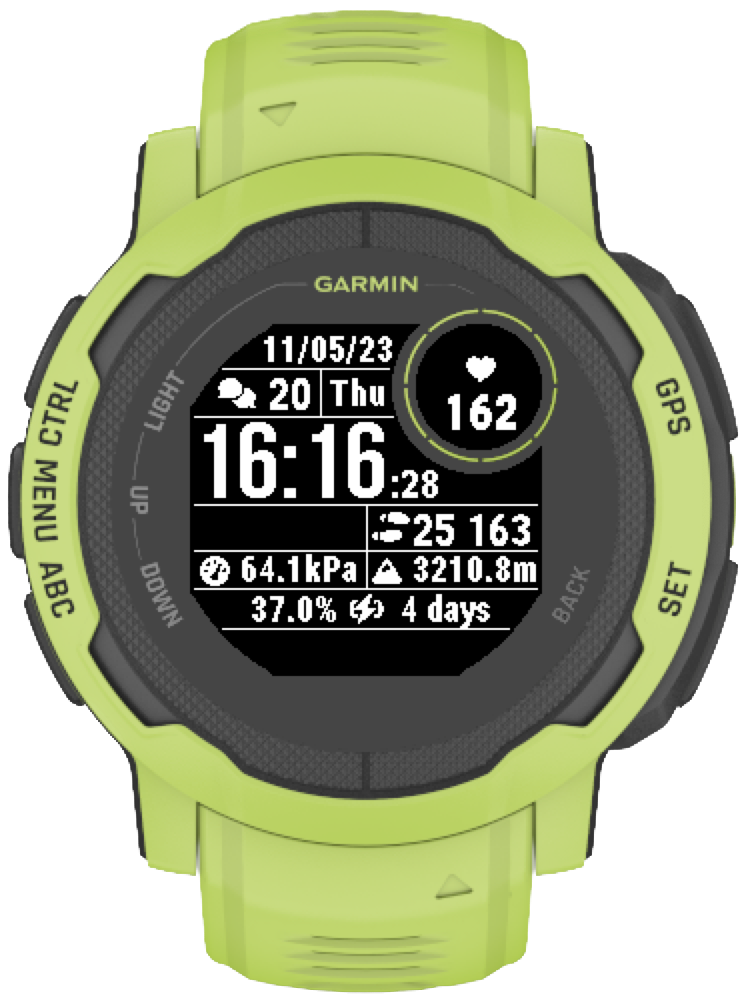 GARMIN
11/05/23
20 Thu
162
16:16:28
25 163
64.1kPa 3210.8m
37.0% 4 days
LIGHT
UP
DOWN
BACK
CTRL
MENU
ABC
GPS
SET